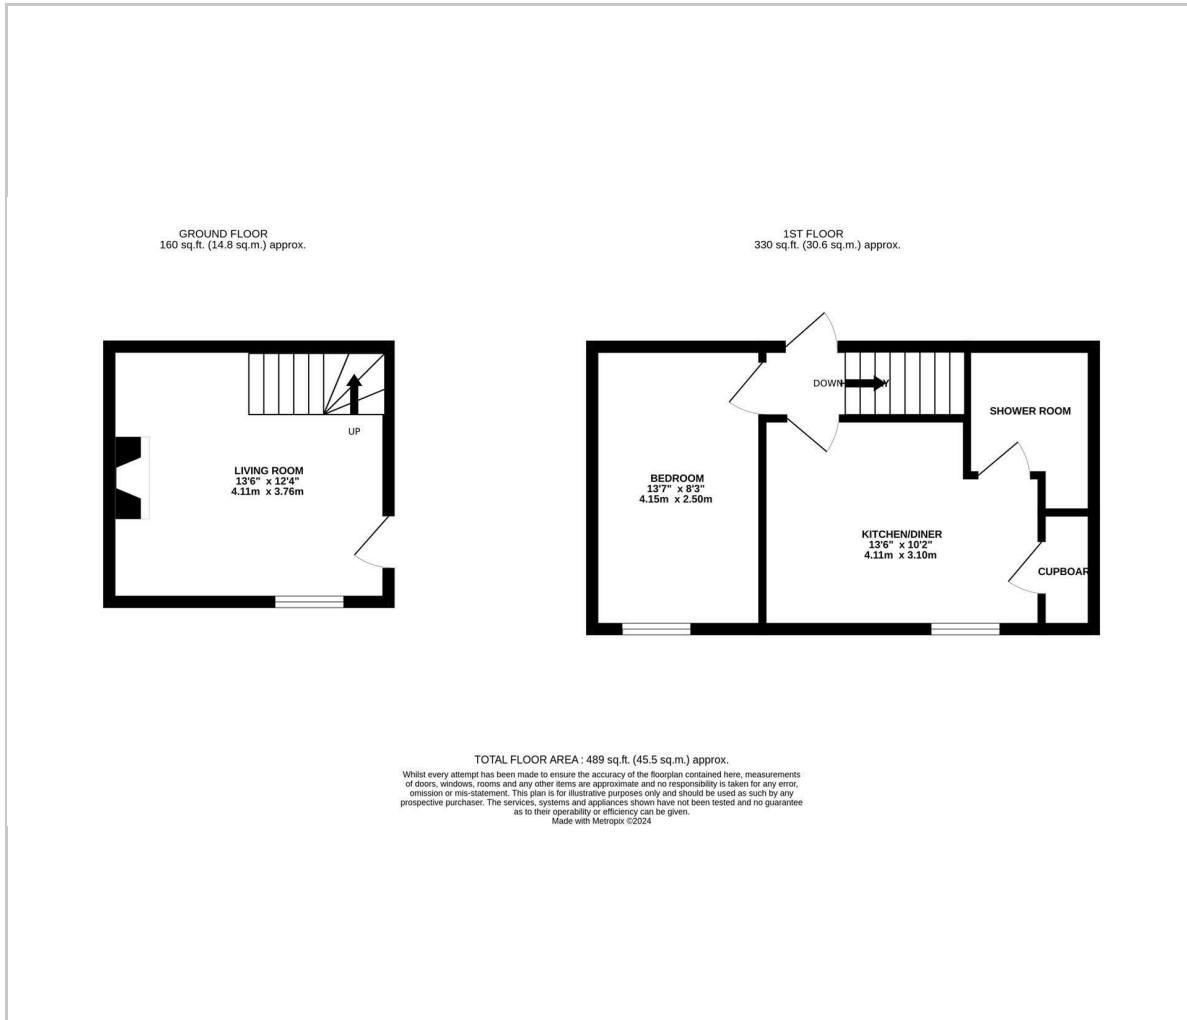 GROUND FLOOR
160 sq.ft. (14.8 sq.m.) approx.
1ST FLOOR
330 sq.ft. (30.6 sq.m.) approx.
UP
LIVING ROOM
13'6" x 12'4"
4.11m x 3.76m
DOWN
SHOWER ROOM
BEDROOM
13'7" x 8'3"
4.15m x 2.50m
KITCHEN/DINER
13'6" x 10'2"
4.11m x 3.10m
CUPBOAR
TOTAL FLOOR AREA : 489 sq.ft. (45.5 sq.m.) approx.
Whilst every attempt has been made to ensure the accuracy of the floorplan contained here, measurements
of doors, windows, rooms and any other items are approximate and no responsibility is taken for any error,
omission or mis-statement. This plan is for illustrative purposes only and should be used as such by any
prospective purchaser. The services, systems and appliances shown have not been tested and no guarantee
as to their operability or efficiency can be given.
Made with Metropix ©2024